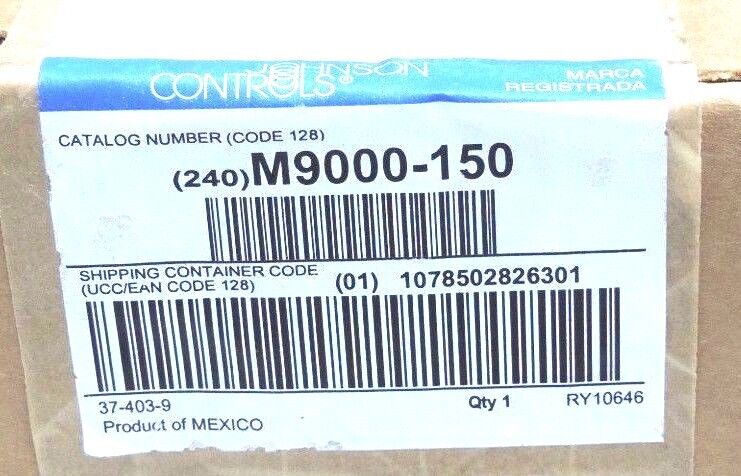 JOHNSON
CONTROLS®
MARCA
REGISTRADA
CATALOG NUMBER (CODE 128)
(240)M9000-150
SHIPPING CONTAINER CODE
(UCC/EAN CODE 128)
(01) 1078502826301
37-403-9
Qty 1
RY10646
Product of MEXICO